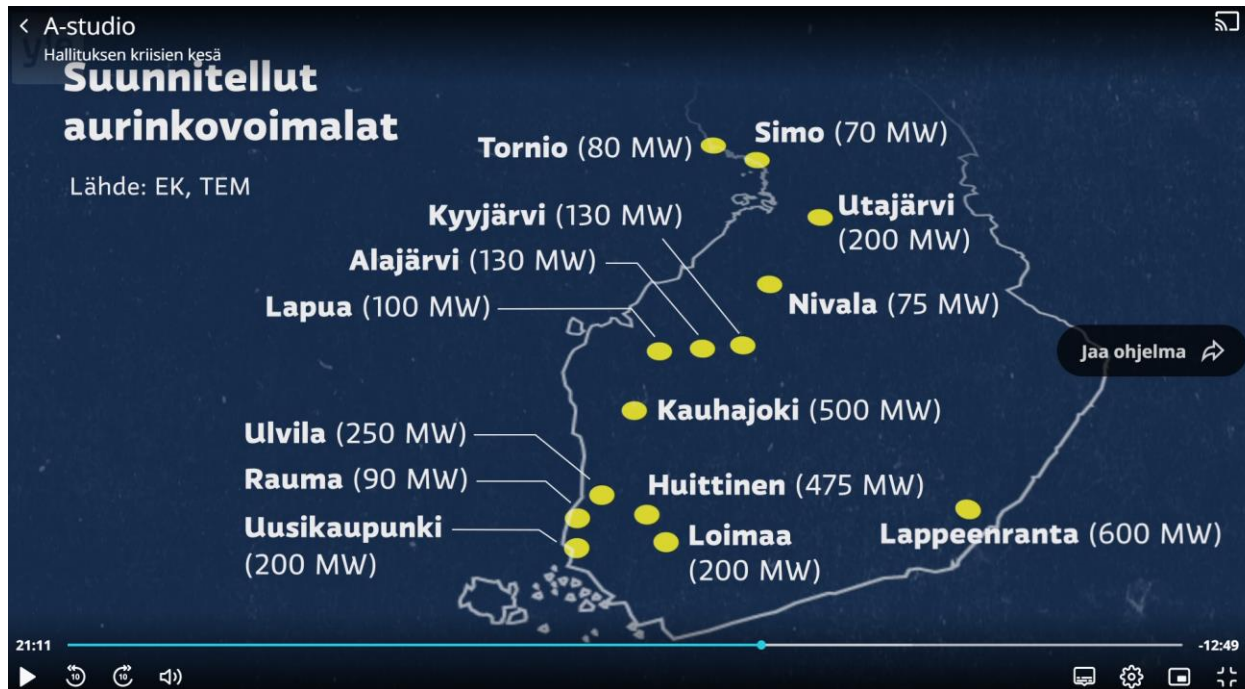 A-studio
Hallituksen kriisien kesä
Suunnitellut
aurinkovoimalat
Lähde: EK, TEM
Tornio (80 MW)
Simo (70 MW)
Kyyjärvi (130 MW)
Utajärvi
(200 MW)
Alajärvi (130 MW)
Lapua (100 MW)
Nivala (75 MW)
Jaa ohjelma
Kauhajoki (500 MW)
Ulvila (250 MW)
Rauma (90 MW)
Huittinen (475 MW)
Uusikaupunki
(200 MW)
Loimaa
(200 MW)
Lappeenranta (600 MW)
21:11
-12:49
10
10